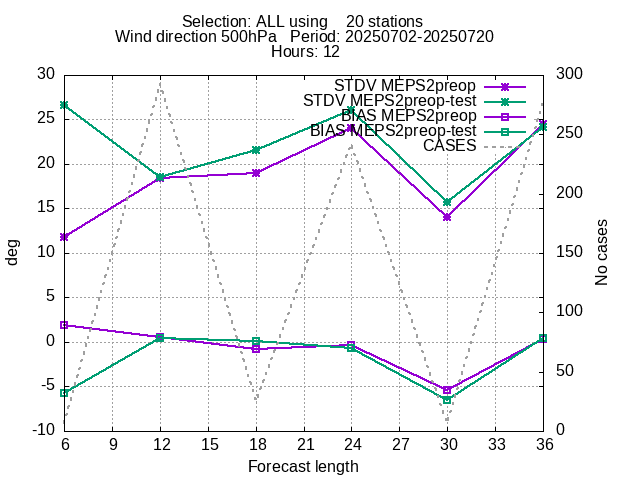 Selection: ALL using 20 stations
Wind direction 500hPa Period: 20250702-20250720
Hours: 12
STDV MEPS2preop
STDV MEPS2preop-test
BIAS MEPS2preop
BIAS MEPS2preop-test
CASES
30
25
20
15
10
5
0
-5
-10
deg
300
250
200
150
100
50
0
No cases
6 9 12 15 18 21 24 27 30 33 36
Forecast length